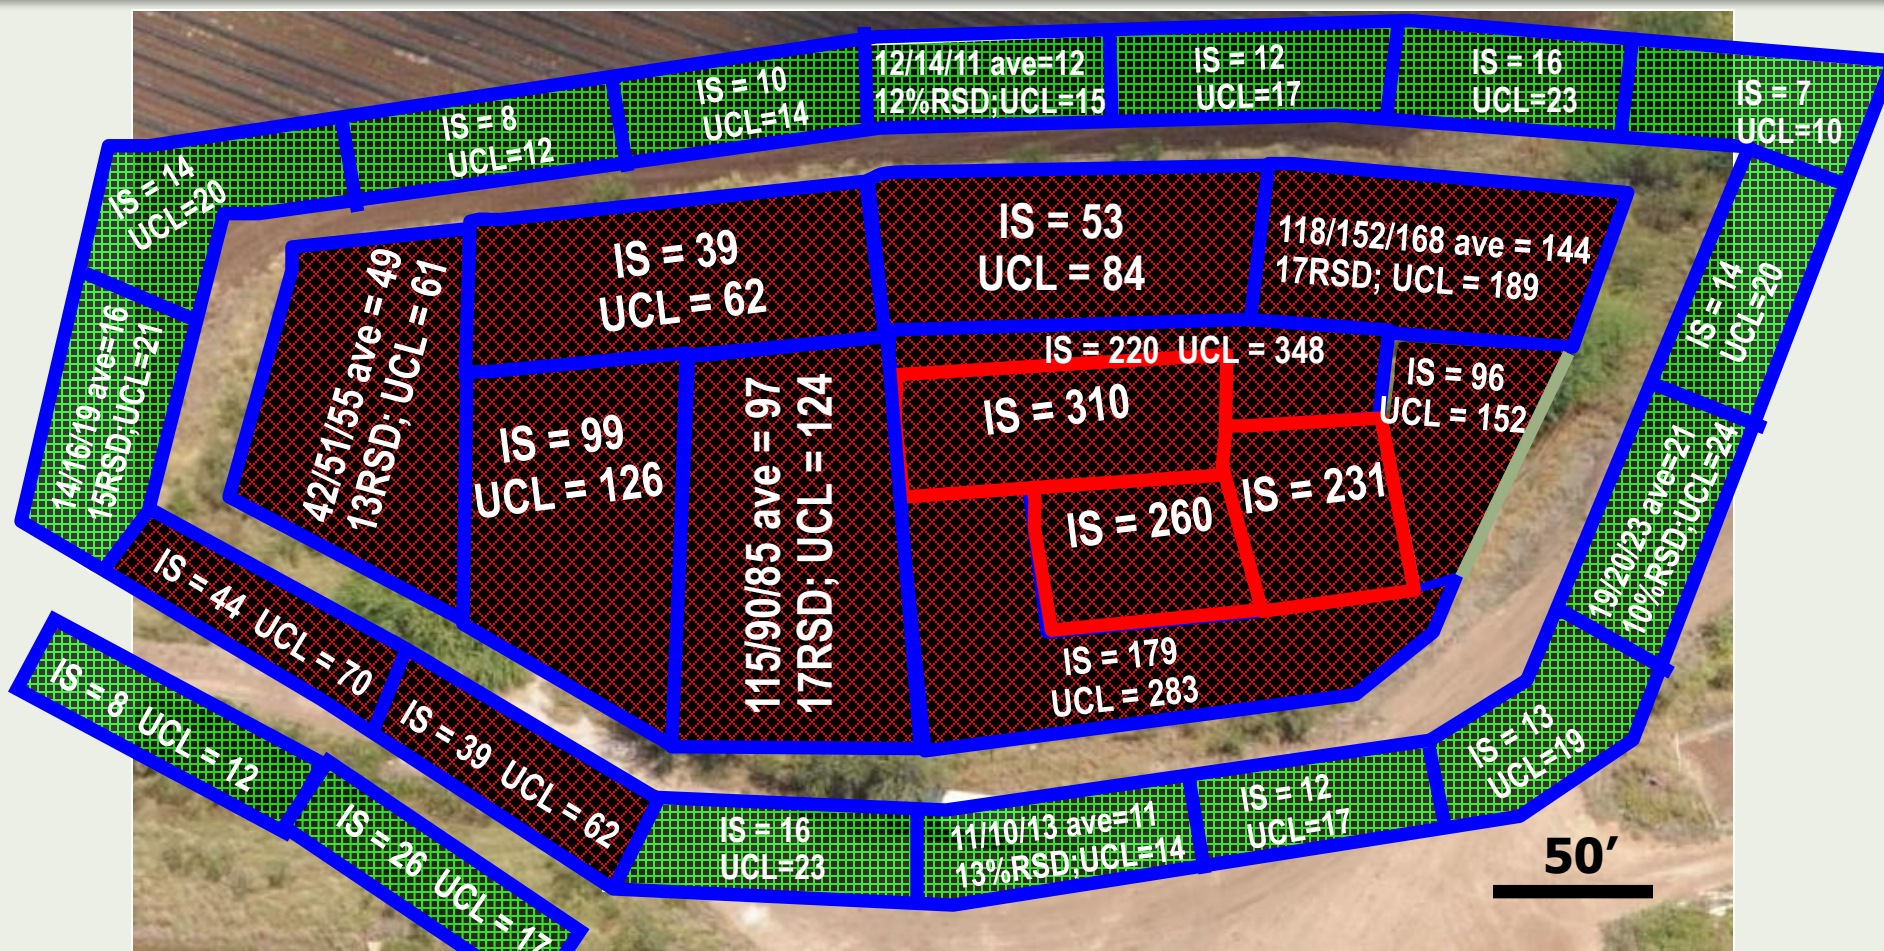 IS = 14
UCL=20
IS = 8
UCL=12
IS = 10
UCL=14
12/14/11 ave=12
12%RSD;UCL=15
IS = 12
UCL=17
IS = 16
UCL=23
IS = 7
UCL=10
14/16/19 ave=16
15RSD;UCL=21
42/51/55 ave = 49
13RSD; UCL = 61
IS = 39
UCL = 62
IS = 53
UCL = 84
118/152/168 ave = 144
17RSD; UCL = 189
IS = 14
UCL=20
IS = 99
UCL = 126
115/90/85 ave = 97
17RSD; UCL = 124
IS = 220 UCL = 348
IS = 310
IS = 96
UCL = 152
IS = 260
IS = 231
IS = 179
UCL = 283
19/20/23 ave=21
10%RSD;UCL=24
IS = 44 UCL = 70
IS = 39 UCL = 62
IS = 8 UCL = 12
IS = 26 UCL = 17
IS = 16
UCL=23
11/10/13 ave=11
13%RSD;UCL=14
IS = 12
UCL=17
IS = 13
UCL=19
50′